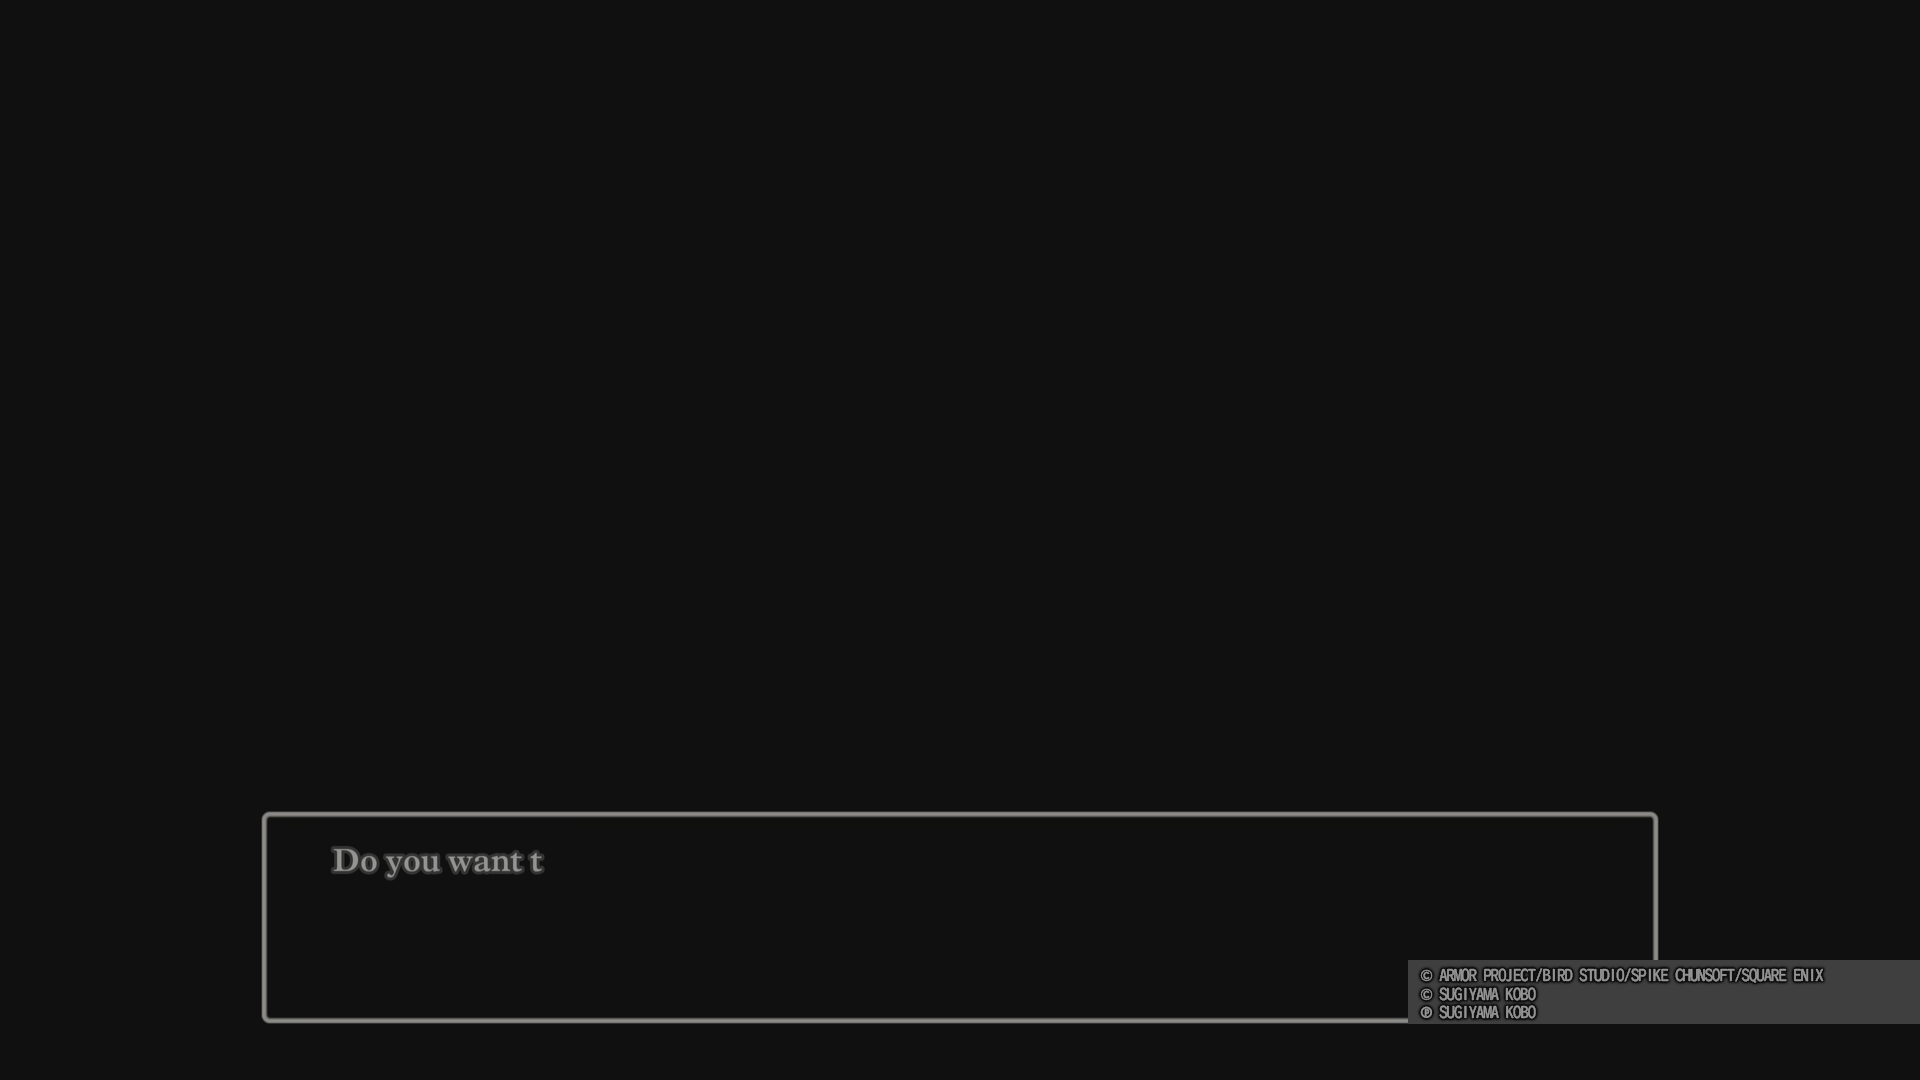 Do you want t
© ARMOR PROJECT/BIRD STUDIO/SPIKE CHUNSOFT/SQUARE ENIX
© SUGIYAMA KOBO
℗ SUGIYAMA KOBO